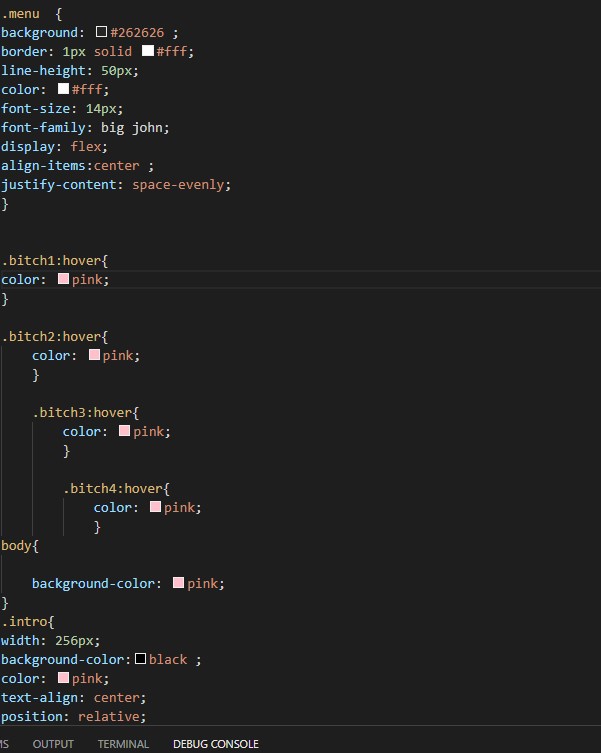 .menu  {
background: #262626 ;
border: 1px solid #fff;
line-height: 50px;
color: #fff;
font-size: 14px;
font-family: big john;
display: flex;
align-items:center ;
justify-content: space-evenly;
}
.bitch1:hover{
color: pink;
}
.bitch2:hover{
color: pink;
}
.bitch3:hover{
color: pink;
}
.bitch4:hover{
color: pink;
}
body{
background-color: pink;
}
.intro{
width: 256px;
background-color:black ;
color: pink;
text-align: center;
position: relative;
MS OUTPUT TERMINAL DEBUG CONSOLE